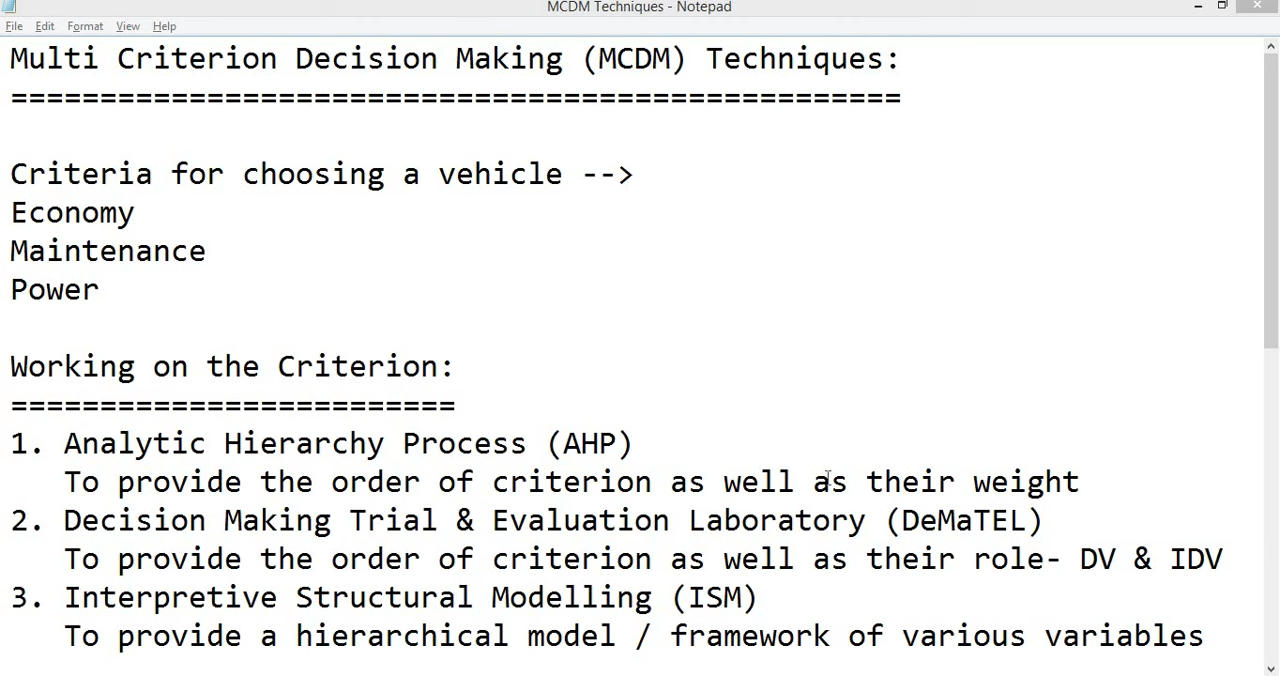 MCDM Techniques - Notepad
File Edit Format View Help
Multi Criterion Decision Making (MCDM) Techniques:
==================================================
Criteria for choosing a vehicle -->
Economy
Maintenance
Power
Working on the Criterion:
=========================
1. Analytic Hierarchy Process (AHP)
To provide the order of criterion as well as their weight
2. Decision Making Trial & Evaluation Laboratory (DeMaTEL)
To provide the order of criterion as well as their role- DV & IDV
3. Interpretive Structural Modelling (ISM)
To provide a hierarchical model / framework of various variables